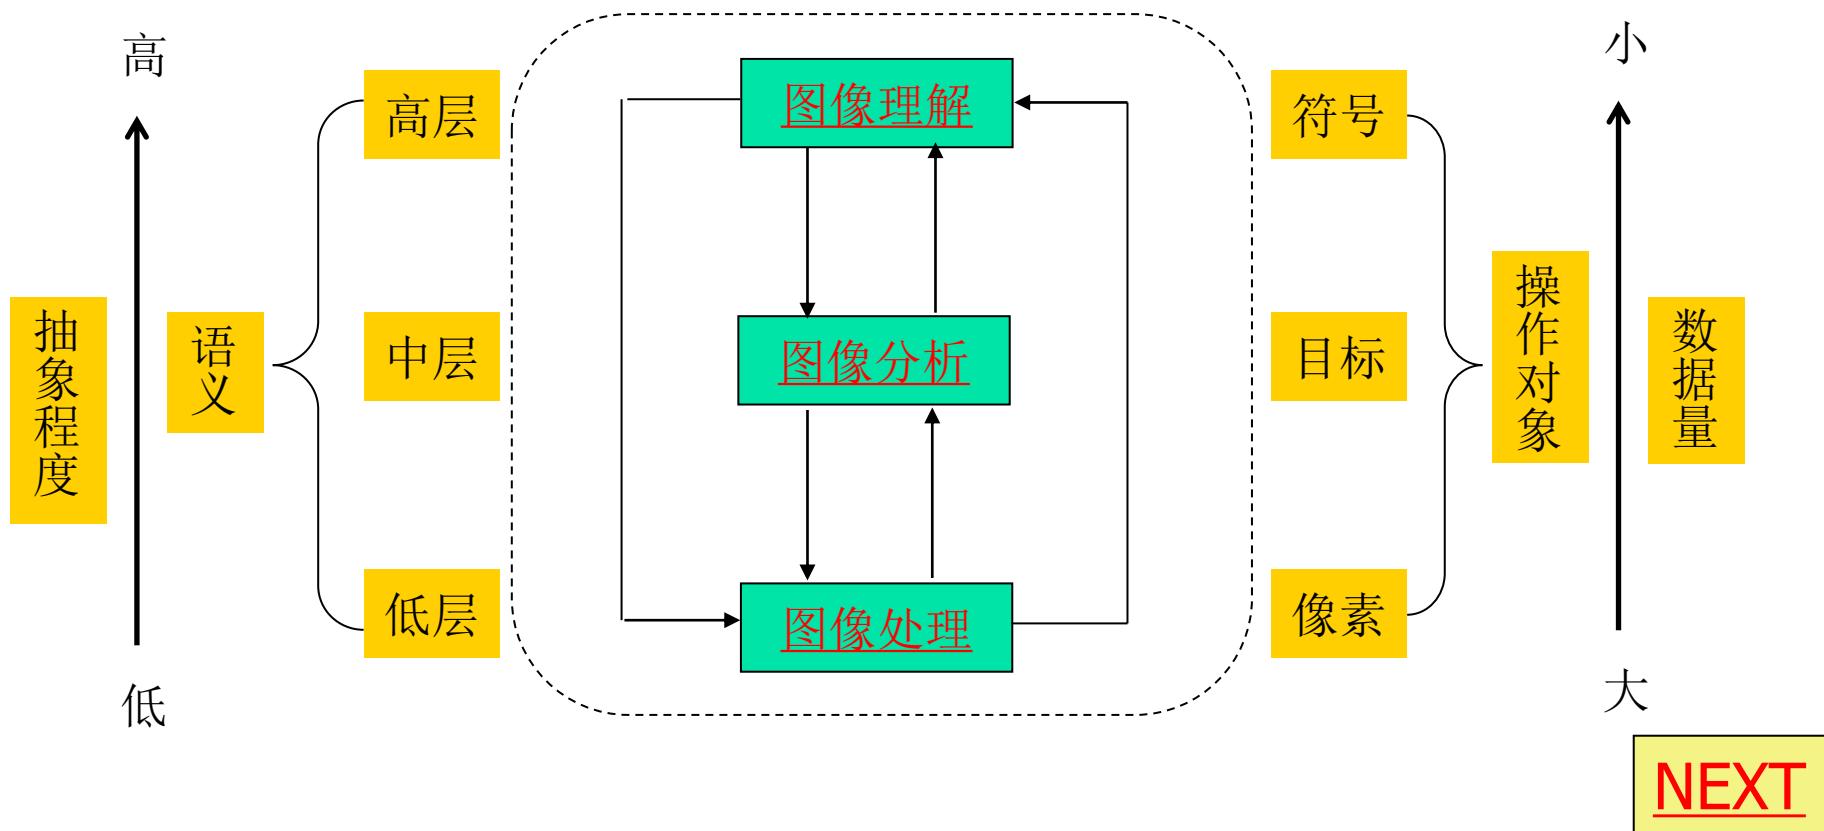 高
小
高层
图像理解
符号
抽象程度
语义
中层
图像分析
目标
操作对象
数据量
低层
图像处理
像素
低
大
NEXT